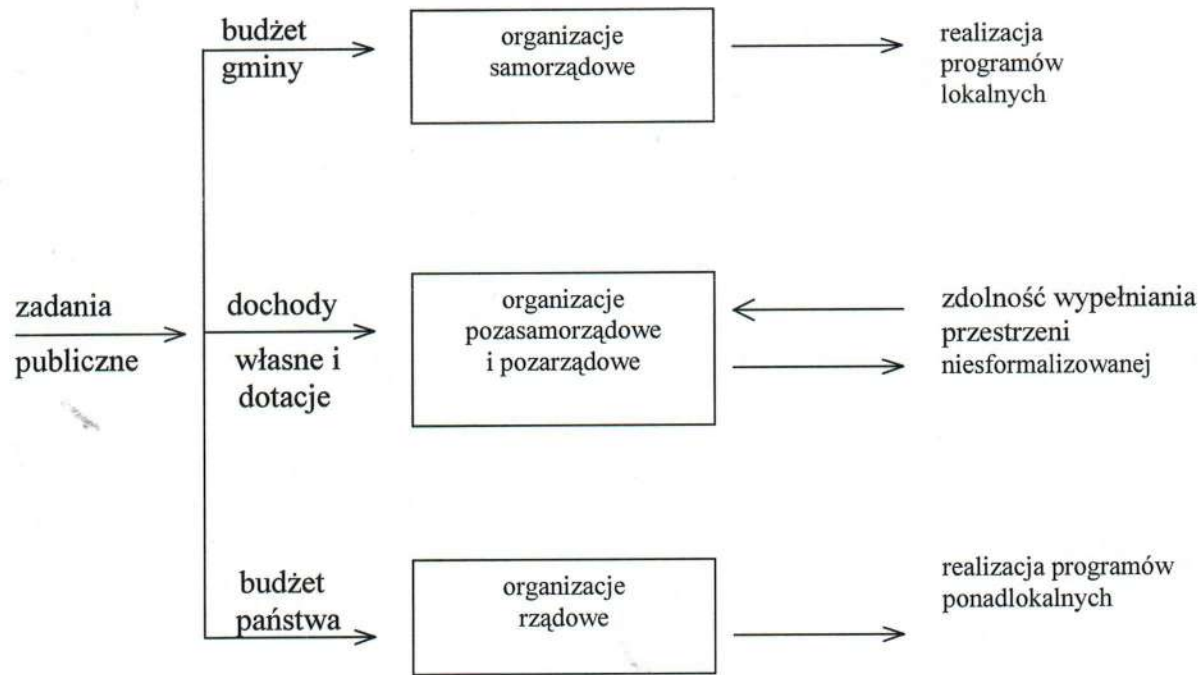 budżet
gminy
organizacje
samorządowe
realizacja
programów
lokalnych
zadania
publiczne
dochody
własne i
dotacje
organizacje
pozasamorządowe
i pozarządowe
zdolność wypełniania
przestrzeni
niesformalizowanej
budżet
państwa
organizacje
rządowe
realizacja programów
ponadlokalnych